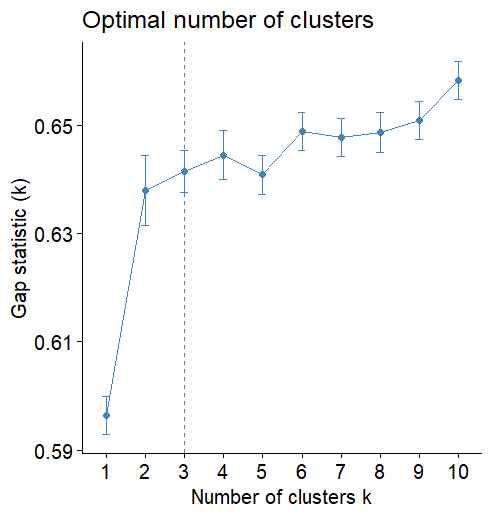 Optimal number of clusters
Gap statistic (k)
0.65
0.63
0.61
0.59
1 2 3 4 5 6 7 8 9 10
Number of clusters k